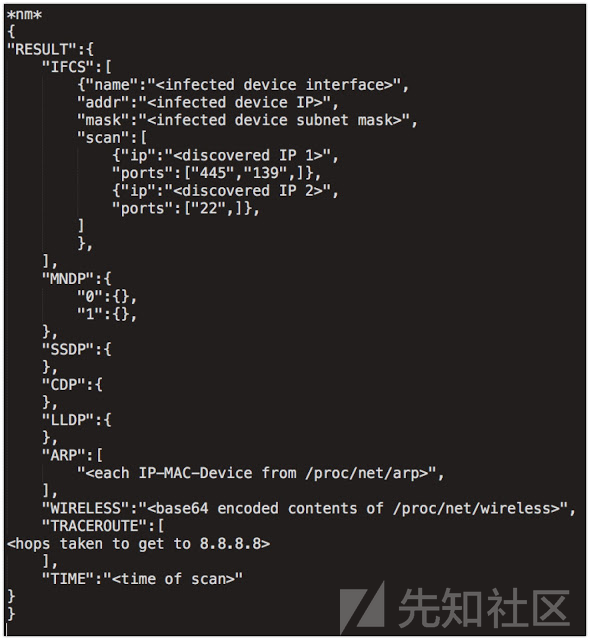 *nm*
{
"RESULT":{
    "IFCS":[
        {"name":"<infected device interface>",
        "addr":"<infected device IP>",
        "mask":"<infected device subnet mask>",
        "scan":[
            {"ip":"<discovered IP 1>",
            "ports":["445","139",]},
            {"ip":"<discovered IP 2>",
            "ports":["22",]},
        ]
        },
    ],
    "MNDP":{
        "0":{},
        "1":{},
    },
    "SSDP":{
    },
    "CDP":{
    },
    "LLDP":{
    },
    "ARP":[
        "<each IP-MAC-Device from /proc/net/arp>",
    ],
    "WIRELESS":"<base64 encoded contents of /proc/net/wireless>",
    "TRACEROUTE":[
<hops taken to get to 8.8.8.8>
    ],
    "TIME":"<time of scan>"
}
}
先知社区